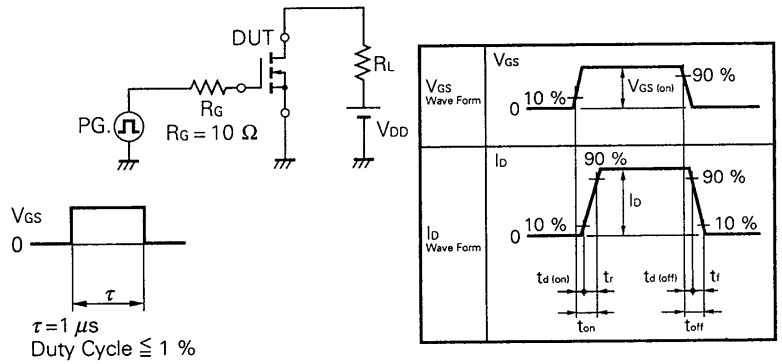 DUT
RL
PG.
RG
RG = 10 Ω
VDD
VGS
0
τ
τ=1 μs
Duty Cycle ≦ 1 %
VGS
Wave Form
VGS
90 %
VGS (on)
10 %
0
ID
Wave Form
ID
90 %
90 %
ID
10 %
10 %
0
td (on)
tr
td (off)
tf
ton
toff